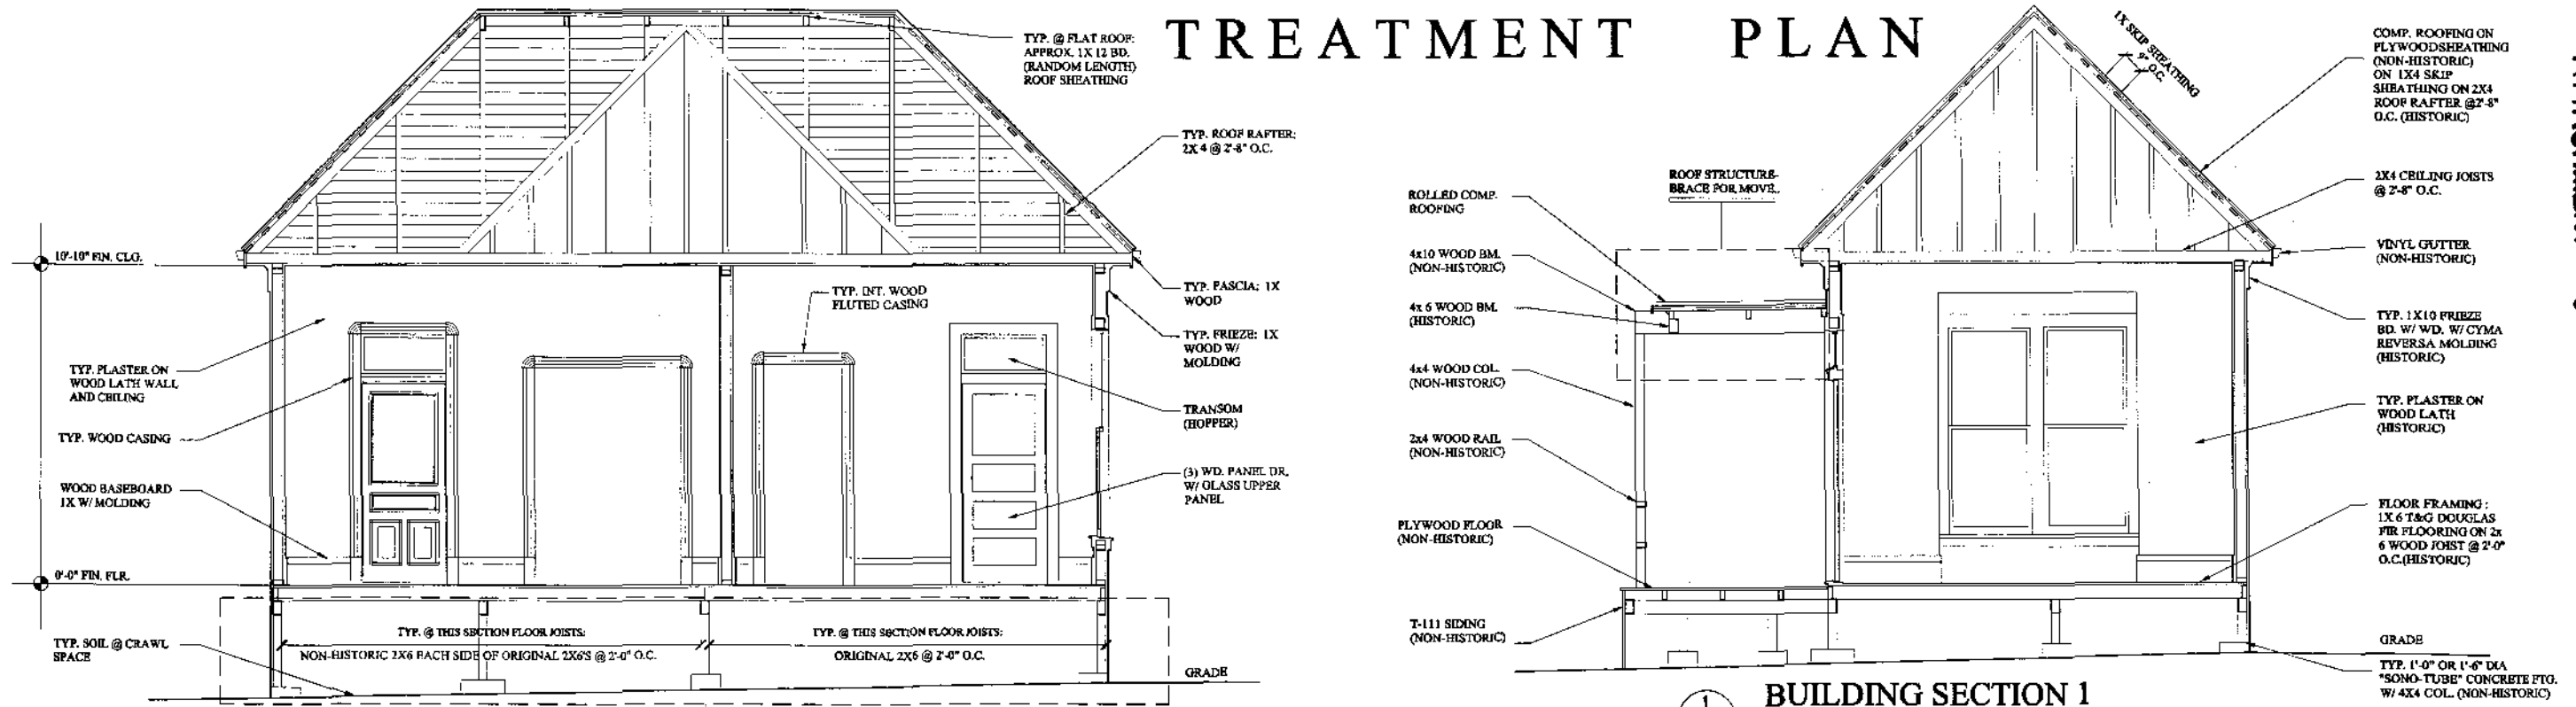 TREATMENT PLAN
TYP. @ FLAT ROOF:
APPROX. 1X 12 BD.
(RANDOM LENGTH)
ROOF SHEATHING
TYP. ROOF RAFTER:
2X 4 @ 2'-8" O.C.
10'-10" FIN. CLG.
TYP. INT. WOOD
FLUTED CASING
TYP. FASCIA: 1X
WOOD
TYP. FRIEZE: 1X
WOOD W/
MOLDING
TYP. PLASTER ON
WOOD LATH WALL
AND CEILING
TYP. WOOD CASING
TRANSOM
(HOPPER)
WOOD BASEBOARD
1X W/ MOLDING
(3) WD. PANEL DR.
W/ GLASS UPPER
PANEL
0'-0" FIN. FLR.
TYP. SOIL @ CRAWL
SPACE
TYP. @ THIS SECTION FLOOR JOISTS:
NON-HISTORIC 2X6 EACH SIDE OF ORIGINAL 2X6'S @ 2'-0" O.C.
TYP. @ THIS SECTION FLOOR JOISTS:
ORIGINAL 2X6 @ 2'-0" O.C.
GRADE
1X SKIP SHEATHING
9" O.C.
COMP. ROOFING ON
PLYWOODSHEATHING
(NON-HISTORIC)
ON 1X4 SKIP
SHEATHING ON 2X4
ROOF RAFTER @2'-8"
O.C. (HISTORIC)
ROOF STRUCTURE-
BRACE FOR MOVE.
ROLLED COMP.
ROOFING
4x10 WOOD BM.
(NON-HISTORIC)
4x 6 WOOD BM.
(HISTORIC)
4x4 WOOD COL.
(NON-HISTORIC)
2x4 WOOD RAIL
(NON-HISTORIC)
PLYWOOD FLOOR
(NON-HISTORIC)
T-111 SIDING
(NON-HISTORIC)
2X4 CEILING JOISTS
@ 2'-8" O.C.
VINYL GUTTER
(NON-HISTORIC)
TYP. 1X10 FRIEZE
BD. W/ WD. W/ CYMA
REVERSA MOLDING
(HISTORIC)
TYP. PLASTER ON
WOOD LATH
(HISTORIC)
FLOOR FRAMING :
1X 6 T&G DOUGLAS
FIR FLOORING ON 2x
6 WOOD JOIST @ 2'-0"
O.C.(HISTORIC)
GRADE
TYP. 1'-0" OR 1'-6" DIA
"SONO-TUBE" CONCRETE FTG.
W/ 4X4 COL. (NON-HISTORIC)
1
BUILDING SECTION 1